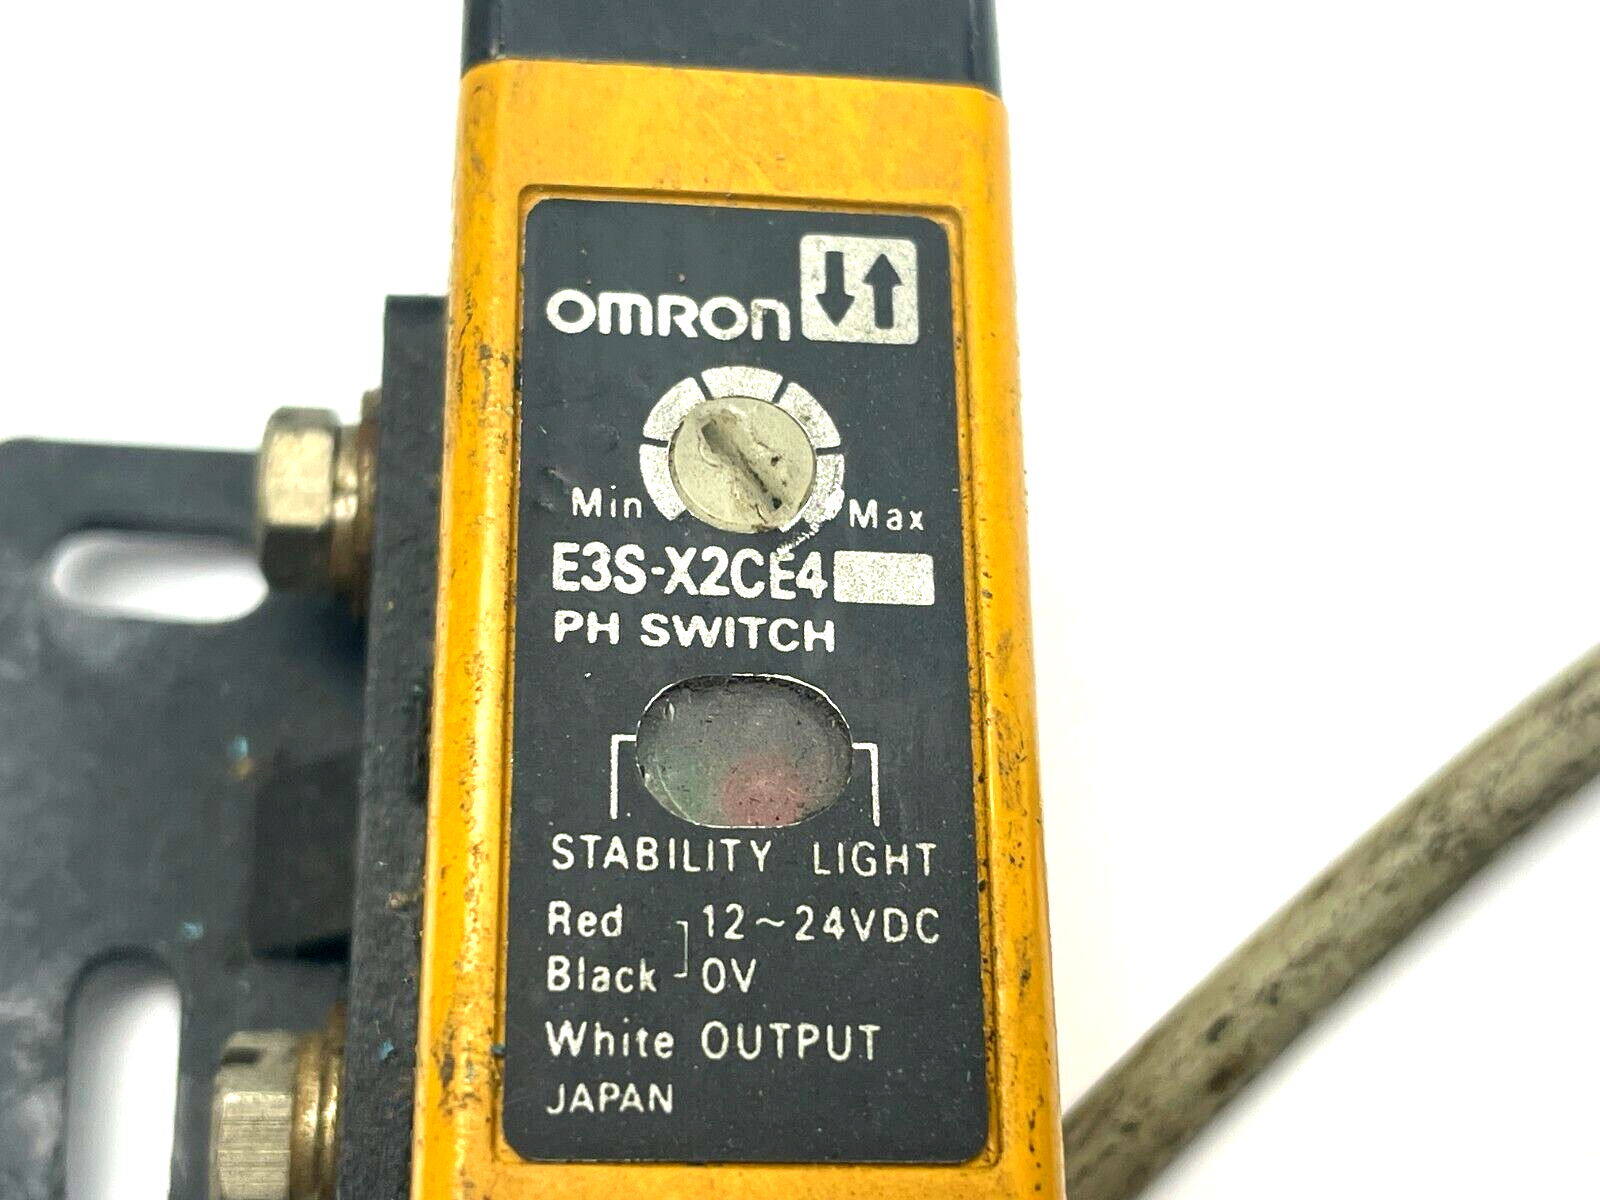 OMRON
Min Max
E3S-X2CE4
PH SWITCH
STABILITY LIGHT
Red 12~24VDC
Black 0V
White OUTPUT
JAPAN